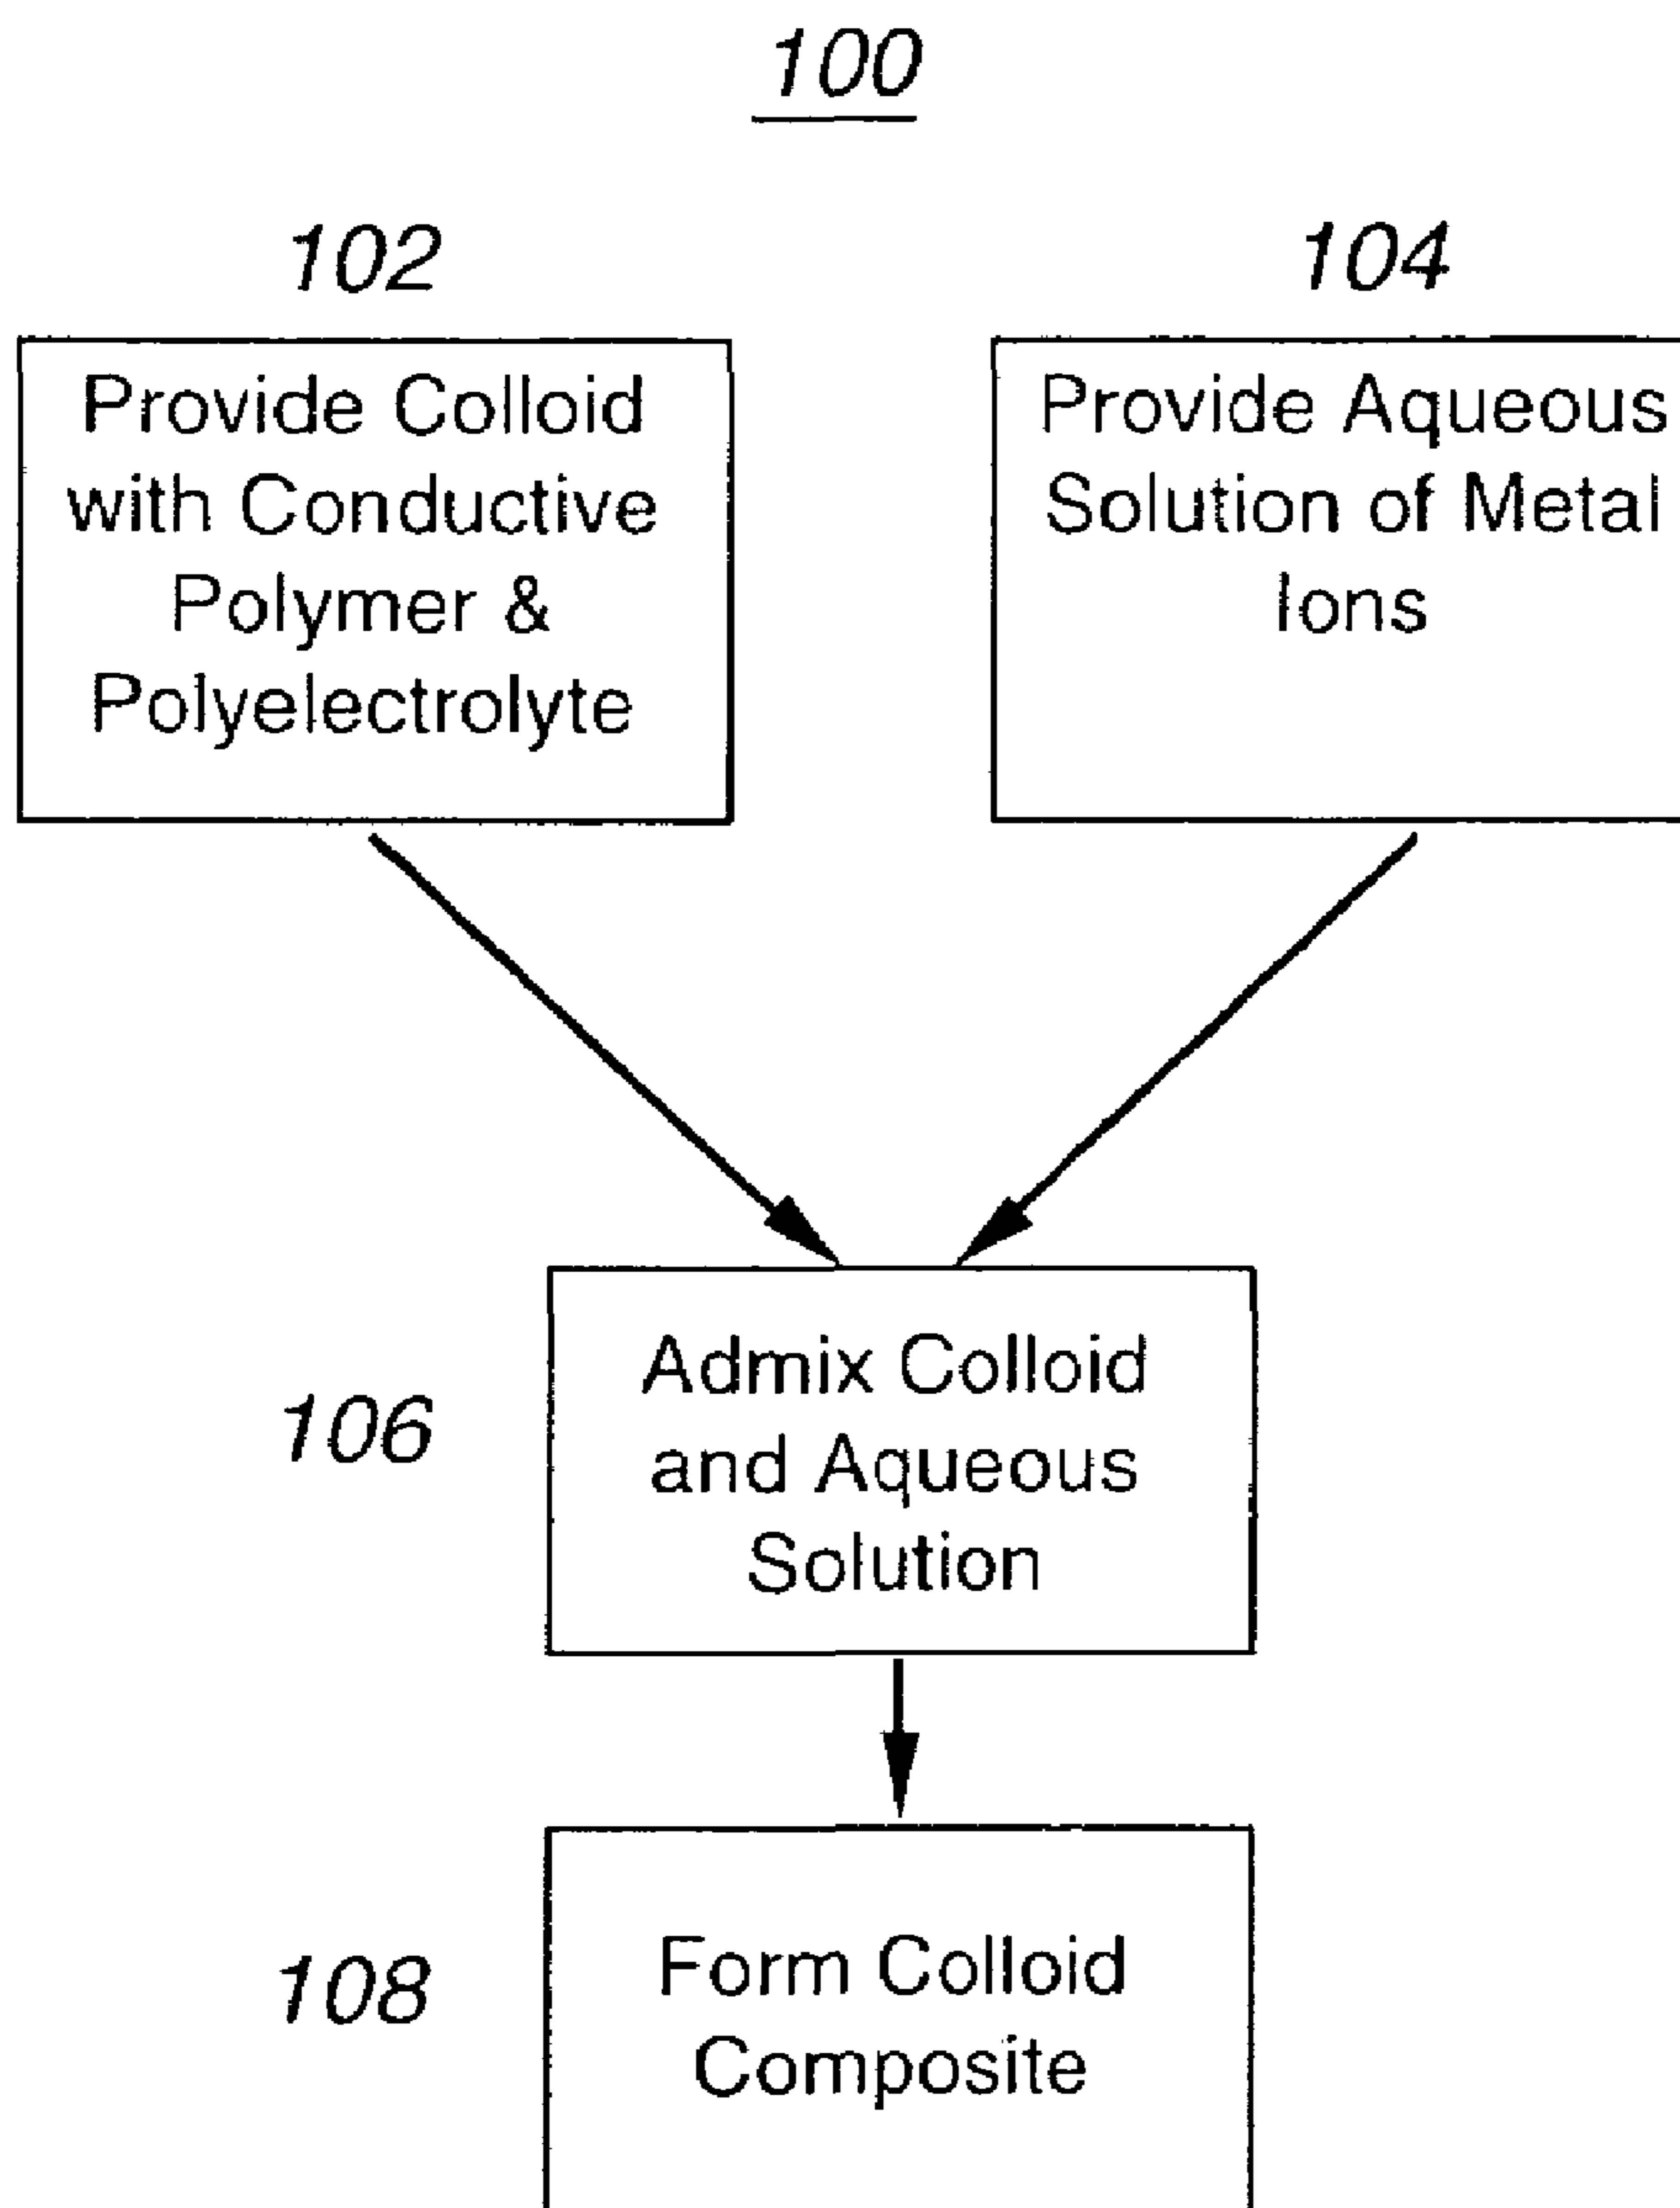 100
102
Provide Colloid
with Conductive
Polymer &
Polyelectrolyte
104
Provide Aqueous
Solution of Metal
Ions
106
Admix Colloid
and Aqueous
Solution
108
Form Colloid
Composite